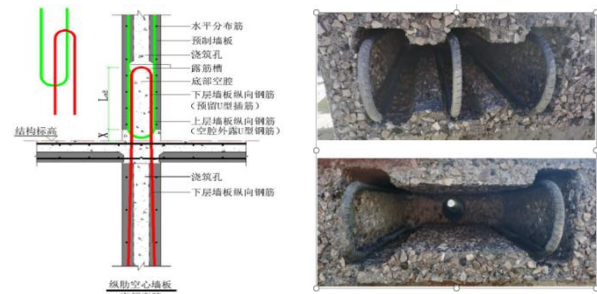 水平分布筋
预制墙板
浇筑孔
露筋槽
底部空腔
下层墙板纵向钢筋
(预留U型插筋)
上层墙板纵向钢筋
(空腔外露U型钢筋)
结构标高
浇筑孔
下层墙板纵向钢筋
纵肋空心墙板